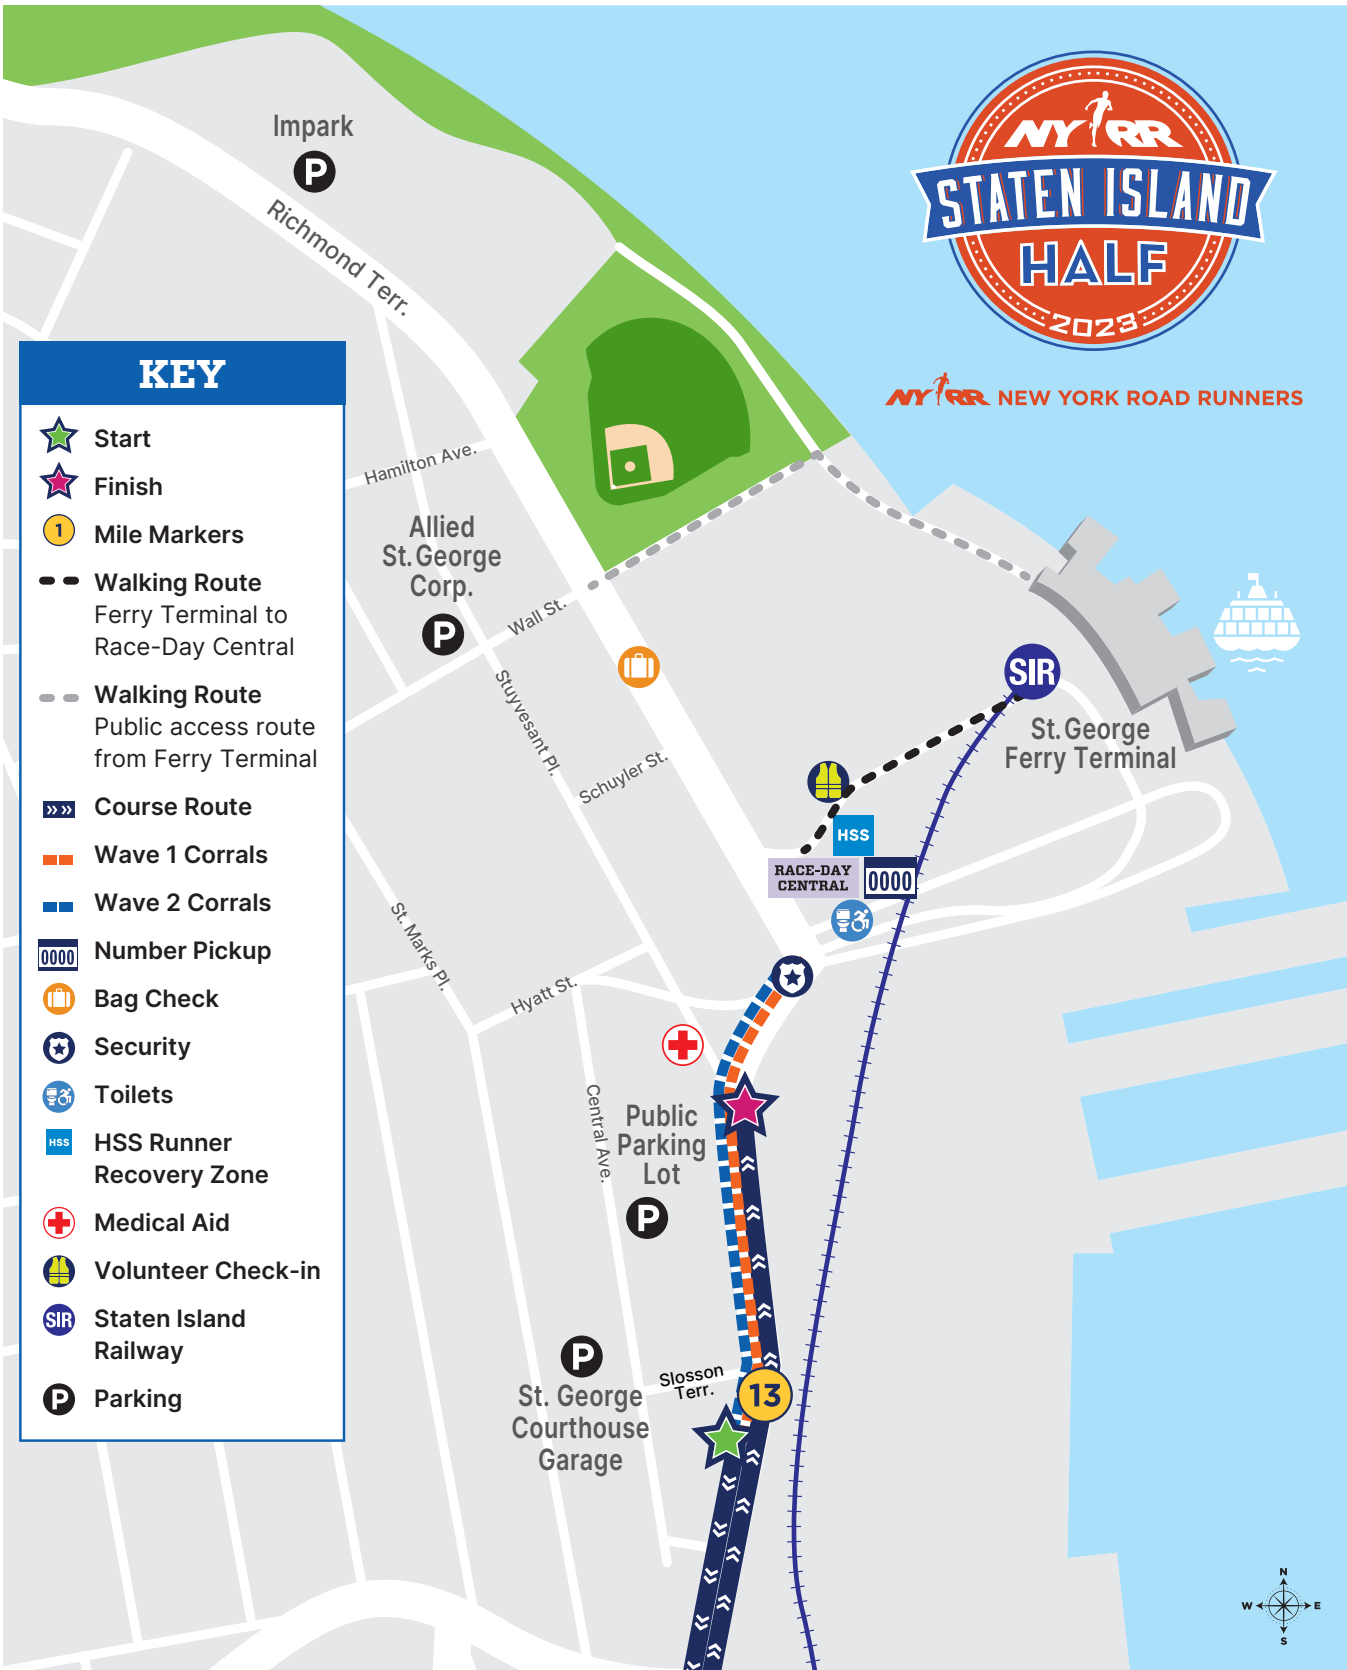 NYRR
STATEN ISLAND
HALF
2023
NYRR NEW YORK ROAD RUNNERS
Impark
P
Richmond Terr.
KEY
Start
Finish
1
Mile Markers
Walking Route
Ferry Terminal to
Race-Day Central
Walking Route
Public access route
from Ferry Terminal
Course Route
Wave 1 Corrals
Wave 2 Corrals
0000
Number Pickup
Bag Check
Security
Toilets
HSS
HSS Runner
Recovery Zone
Medical Aid
Volunteer Check-in
SIR
Staten Island
Railway
P
Parking
Hamilton Ave.
Allied
St. George
Corp.
P
Wall St.
Stuyvesant Pl.
Schuyler St.
SIR
St. George
Ferry Terminal
HSS
RACE-DAY
CENTRAL
0000
St. Marks Pl.
Hyatt St.
Central Ave.
Public
Parking
Lot
P
P
St. George
Courthouse
Garage
Slosson
Terr.
13
N
W E
S